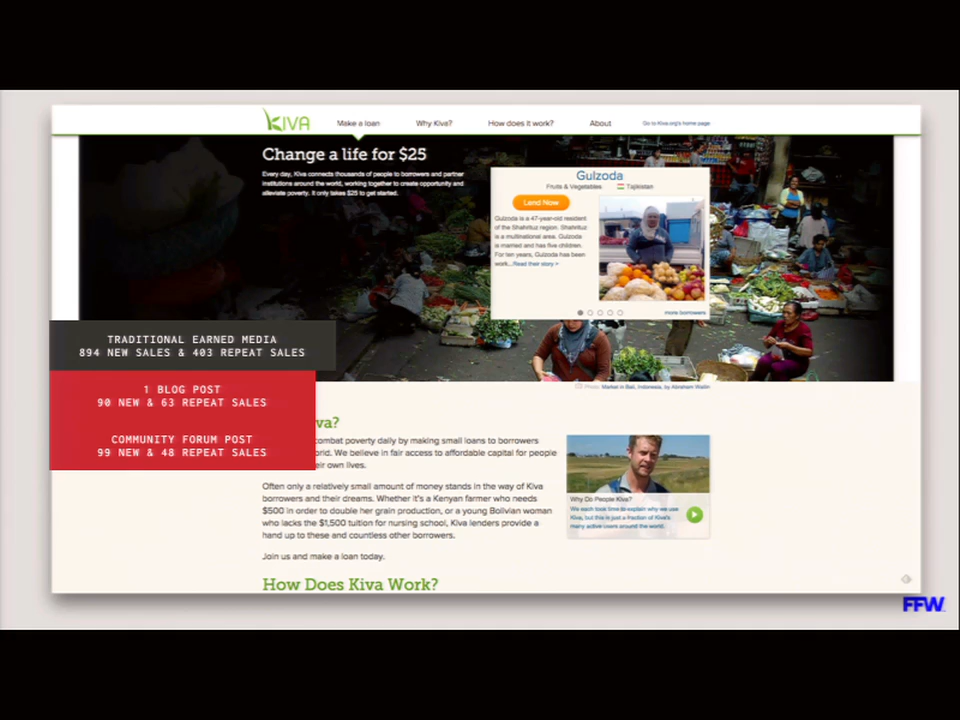 KIVA
Make a loan
Why Kiva?
How does it work?
About
Go to Kiva.org's home page
Change a life for $25
Every day, Kiva connects thousands of people to borrowers and partner
institutions around the world, working together to create opportunity and
alleviate poverty. It only takes $25 to get started.
Gulzoda
Fruits & Vegetables
Tajikistan
Lend Now
Gulzoda is a 47-year-old resident
of the Shahrituz region. Shahrituz
is a multinational area. Gulzoda
is married and has five children.
For ten years, Gulzoda has been
work...Read their story >
more borrowers
TRADITIONAL EARNED MEDIA
894 NEW SALES & 403 REPEAT SALES
1 BLOG POST
90 NEW & 63 REPEAT SALES
COMMUNITY FORUM POST
99 NEW & 48 REPEAT SALES
Photo: Market in Bali, Indonesia, by Abraham Wallin
va?
ombat poverty daily by making small loans to borrowers
orld. We believe in fair access to affordable capital for people
eir own lives.
Often only a relatively small amount of money stands in the way of Kiva
borrowers and their dreams. Whether it's a Kenyan farmer who needs
$500 in order to double her grain production, or a young Bolivian woman
who lacks the $1,500 tuition for nursing school, Kiva lenders provide a
hand up to these and countless other borrowers.
Join us and make a loan today.
Why Do People Kiva?
We each took time to explain why we use
Kiva, but this is just a fraction of Kiva's
many active users around the world.
How Does Kiva Work?
FFW